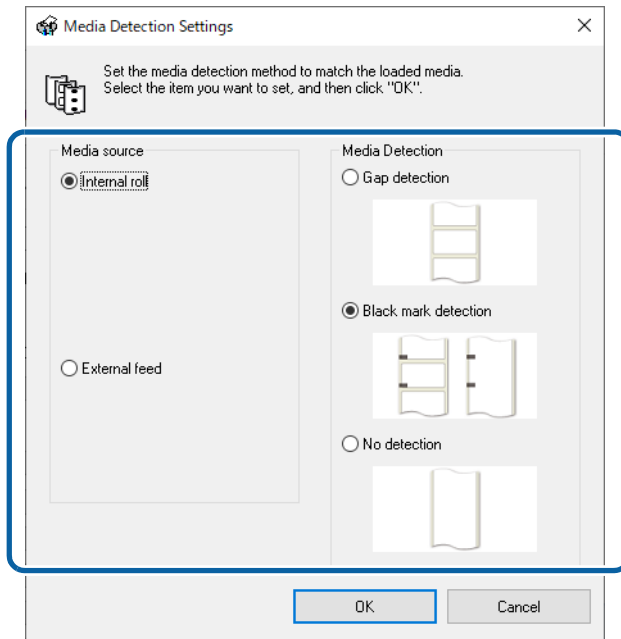 Media Detection Settings
Set the media detection method to match the loaded media.
Select the item you want to set, and then click "OK".
Media source
Internal roll
External feed
Media Detection
Gap detection
Black mark detection
No detection
OK
Cancel